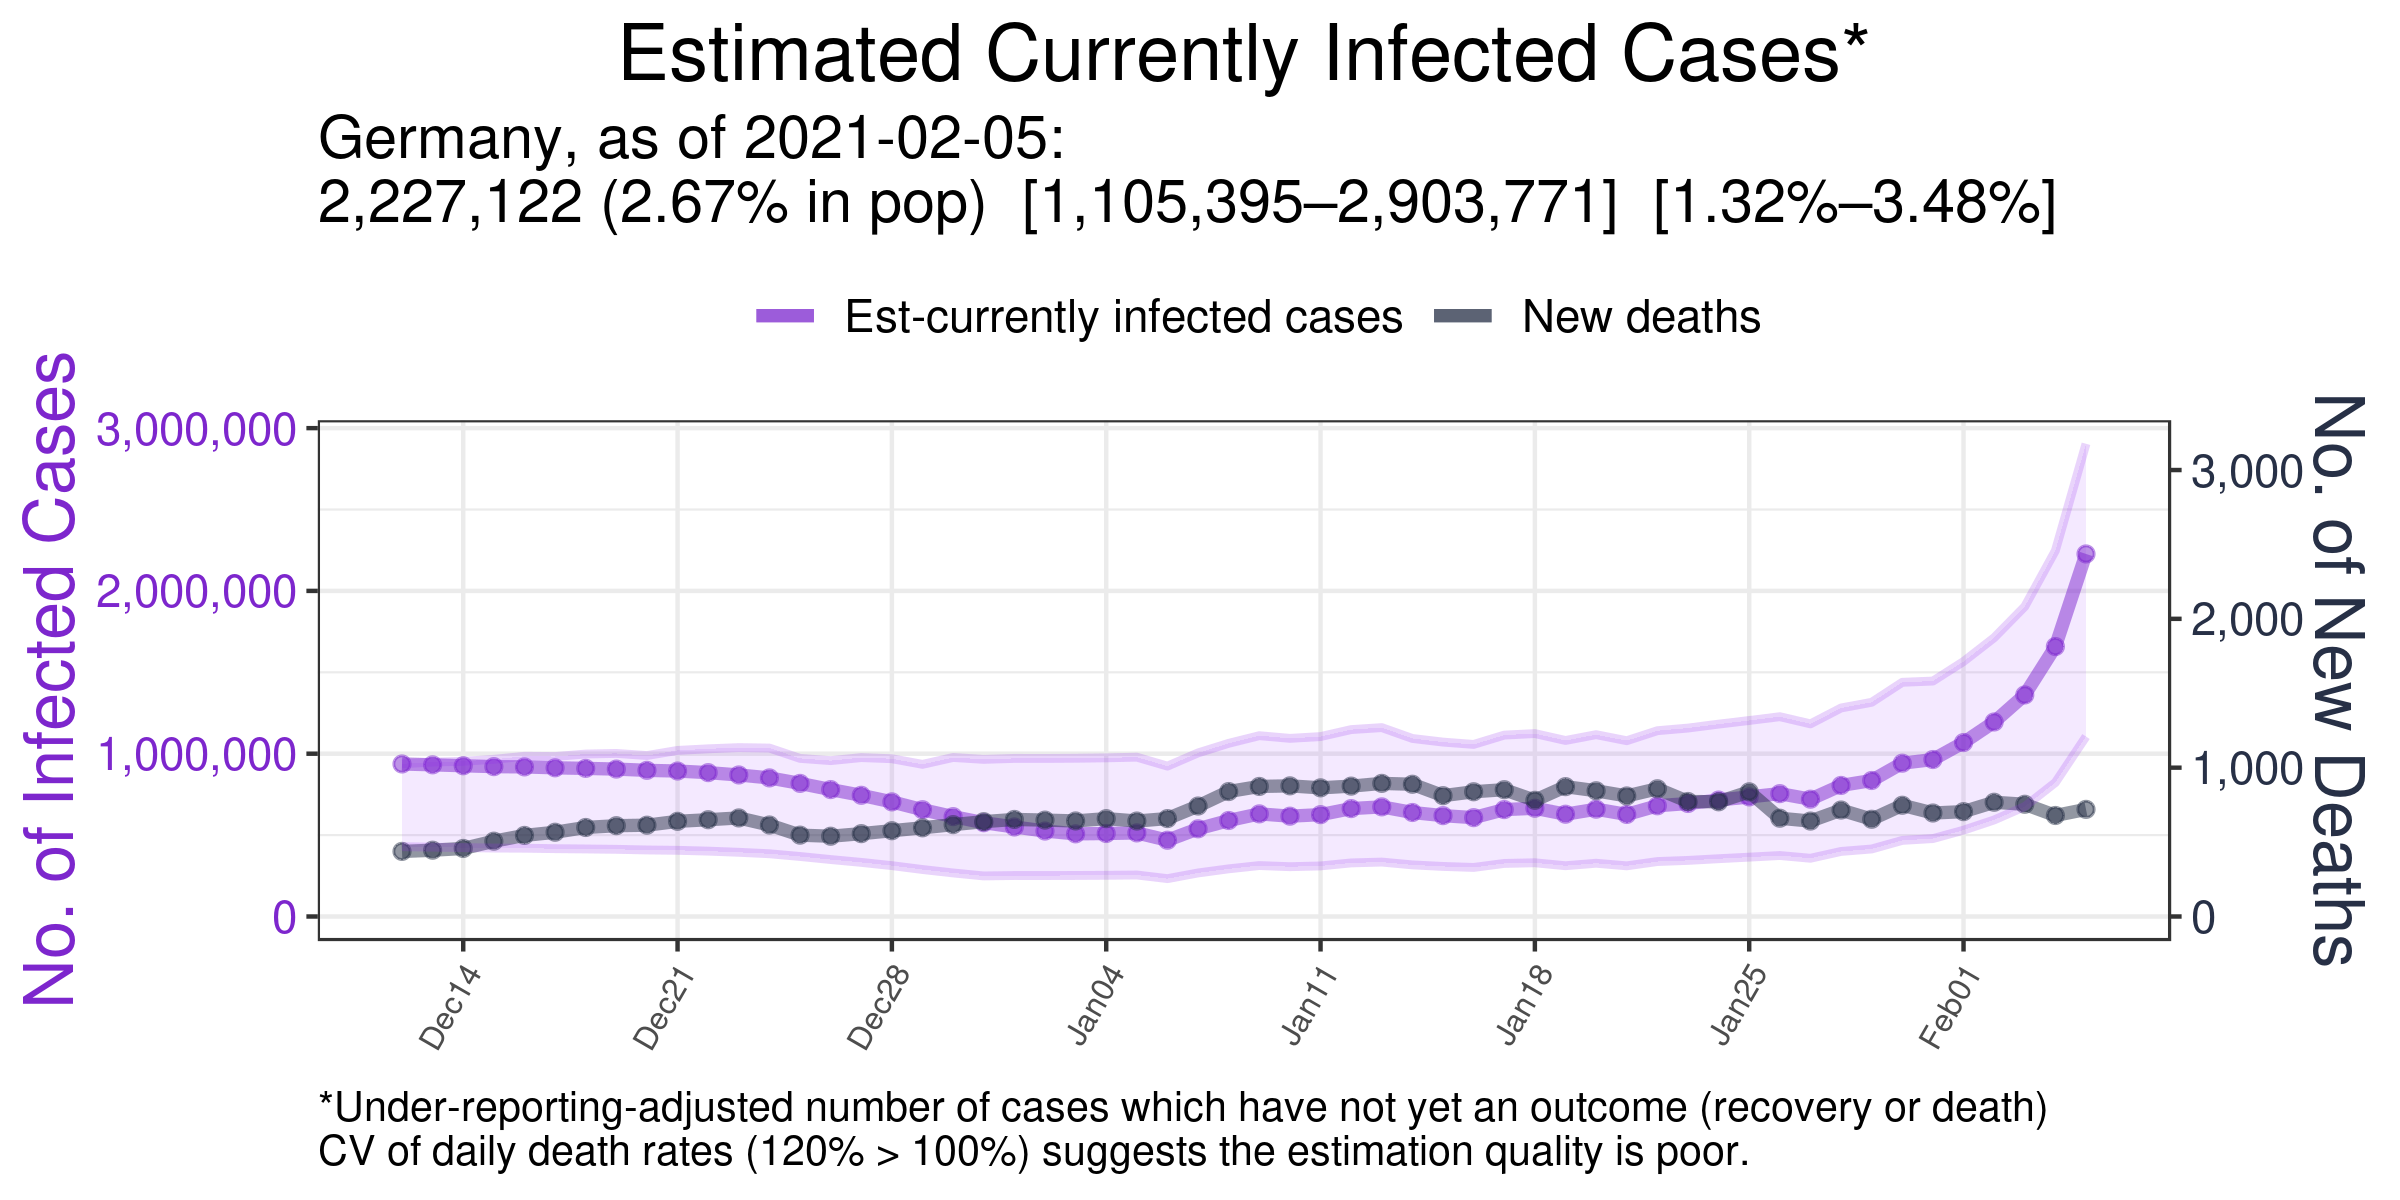 Estimated Currently Infected Cases*
Germany, as of 2021-02-05:
2,227,122 (2.67% in pop)  [1,105,395–2,903,771]  [1.32%–3.48%]
Est-currently infected cases
New deaths
No. of Infected Cases
3,000,000
2,000,000
1,000,000
0
No. of New Deaths
3,000
2,000
1,000
0
Dec14
Dec21
Dec28
Jan04
Jan11
Jan18
Jan25
Feb01
*Under-reporting-adjusted number of cases which have not yet an outcome (recovery or death)
CV of daily death rates (120% > 100%) suggests the estimation quality is poor.